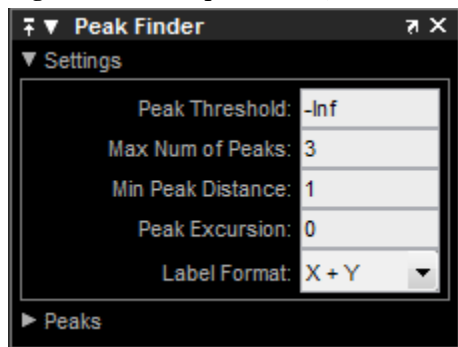 Peak Finder
Settings
Peak Threshold: -Inf
Max Num of Peaks: 3
Min Peak Distance: 1
Peak Excursion: 0
Label Format: X + Y
Peaks